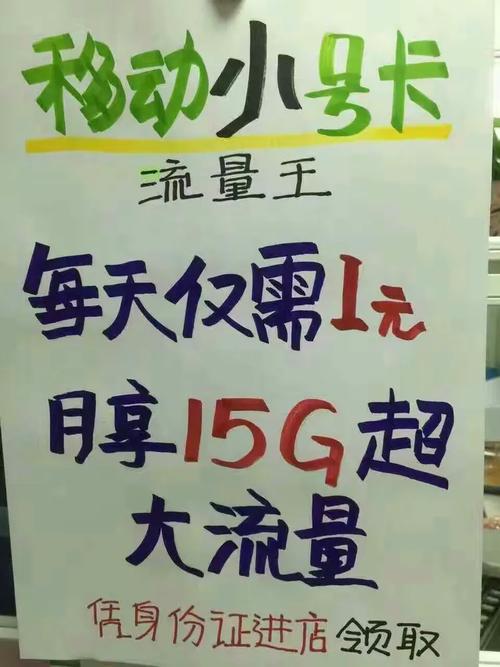 移动小号卡
流量王
每天仅需1元
月享15G超
大流量
凭身份证进店领取